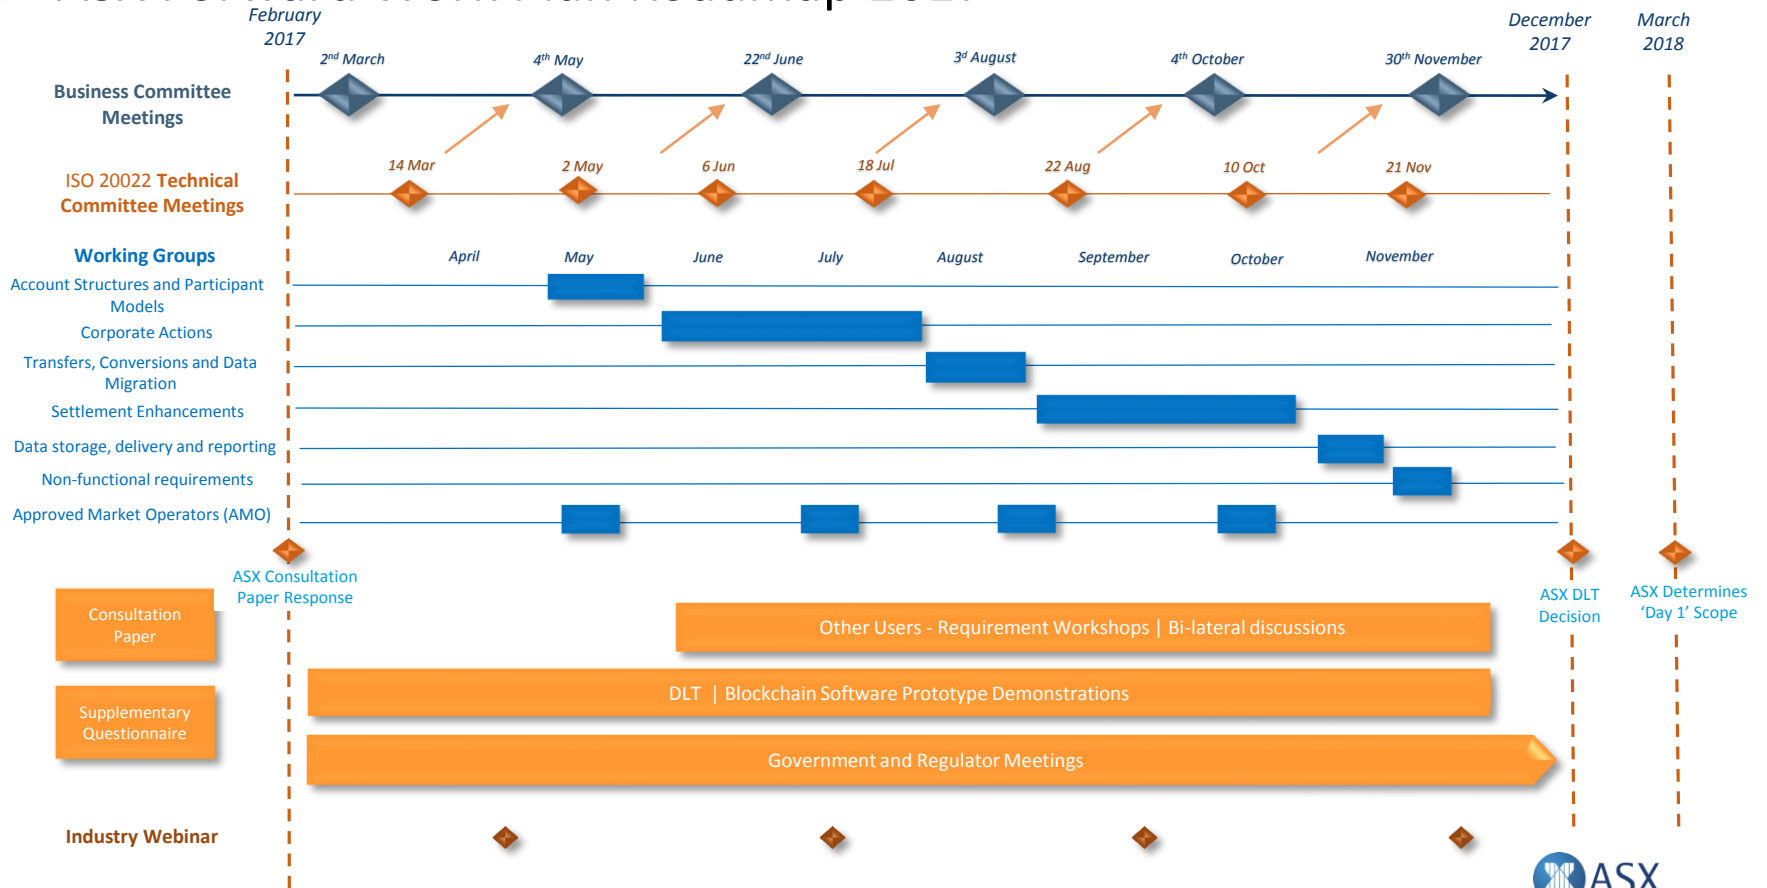 February
2017
December
2017
March
2018
2nd March
4th May
22nd June
3d August
4th October
30th November
Business Committee
Meetings
14 Mar
2 May
6 Jun
18 Jul
22 Aug
10 Oct
21 Nov
ISO 20022 Technical
Committee Meetings
Working Groups
April
May
June
July
August
September
October
November
Account Structures and Participant
Models
Corporate Actions
Transfers, Conversions and Data
Migration
Settlement Enhancements
Data storage, delivery and reporting
Non-functional requirements
Approved Market Operators (AMO)
ASX Consultation
Paper Response
ASX DLT
Decision
ASX Determines
‘Day 1’ Scope
Consultation
Paper
Other Users - Requirement Workshops | Bi-lateral discussions
DLT | Blockchain Software Prototype Demonstrations
Supplementary
Questionnaire
Government and Regulator Meetings
Industry Webinar
ASX